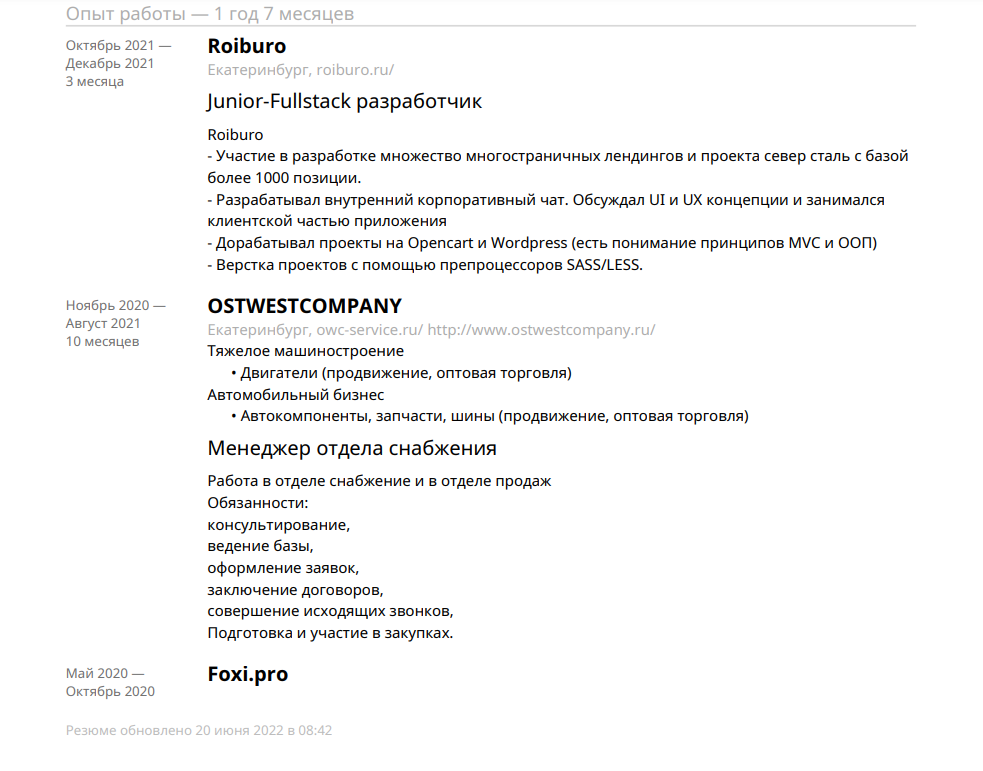 Опыт работы — 1 год 7 месяцев
Октябрь 2021 —
Декабрь 2021
3 месяца
Roiburo
Екатеринбург, roiburo.ru/
Junior-Fullstack разработчик
Roiburo
- Участие в разработке множество многостраничных лендингов и проекта север сталь с базой
более 1000 позиции.
- Разрабатывал внутренний корпоративный чат. Обсуждал UI и UX концепции и занимался
клиентской частью приложения
- Дорабатывал проекты на Opencart и Wordpress (есть понимание принципов MVC и ООП)
- Верстка проектов с помощью препроцессоров SASS/LESS.
Ноябрь 2020 —
Август 2021
10 месяцев
OSTWESTCOMPANY
Екатеринбург, owc-service.ru/ http://www.ostwestcompany.ru/
Тяжелое машиностроение
• Двигатели (продвижение, оптовая торговля)
Автомобильный бизнес
• Автокомпоненты, запчасти, шины (продвижение, оптовая торговля)
Менеджер отдела снабжения
Работа в отделе снабжение и в отделе продаж
Обязанности:
консультирование,
ведение базы,
оформление заявок,
заключение договоров,
совершение исходящих звонков,
Подготовка и участие в закупках.
Май 2020 —
Октябрь 2020
Foxi.pro
Резюме обновлено 20 июня 2022 в 08:42